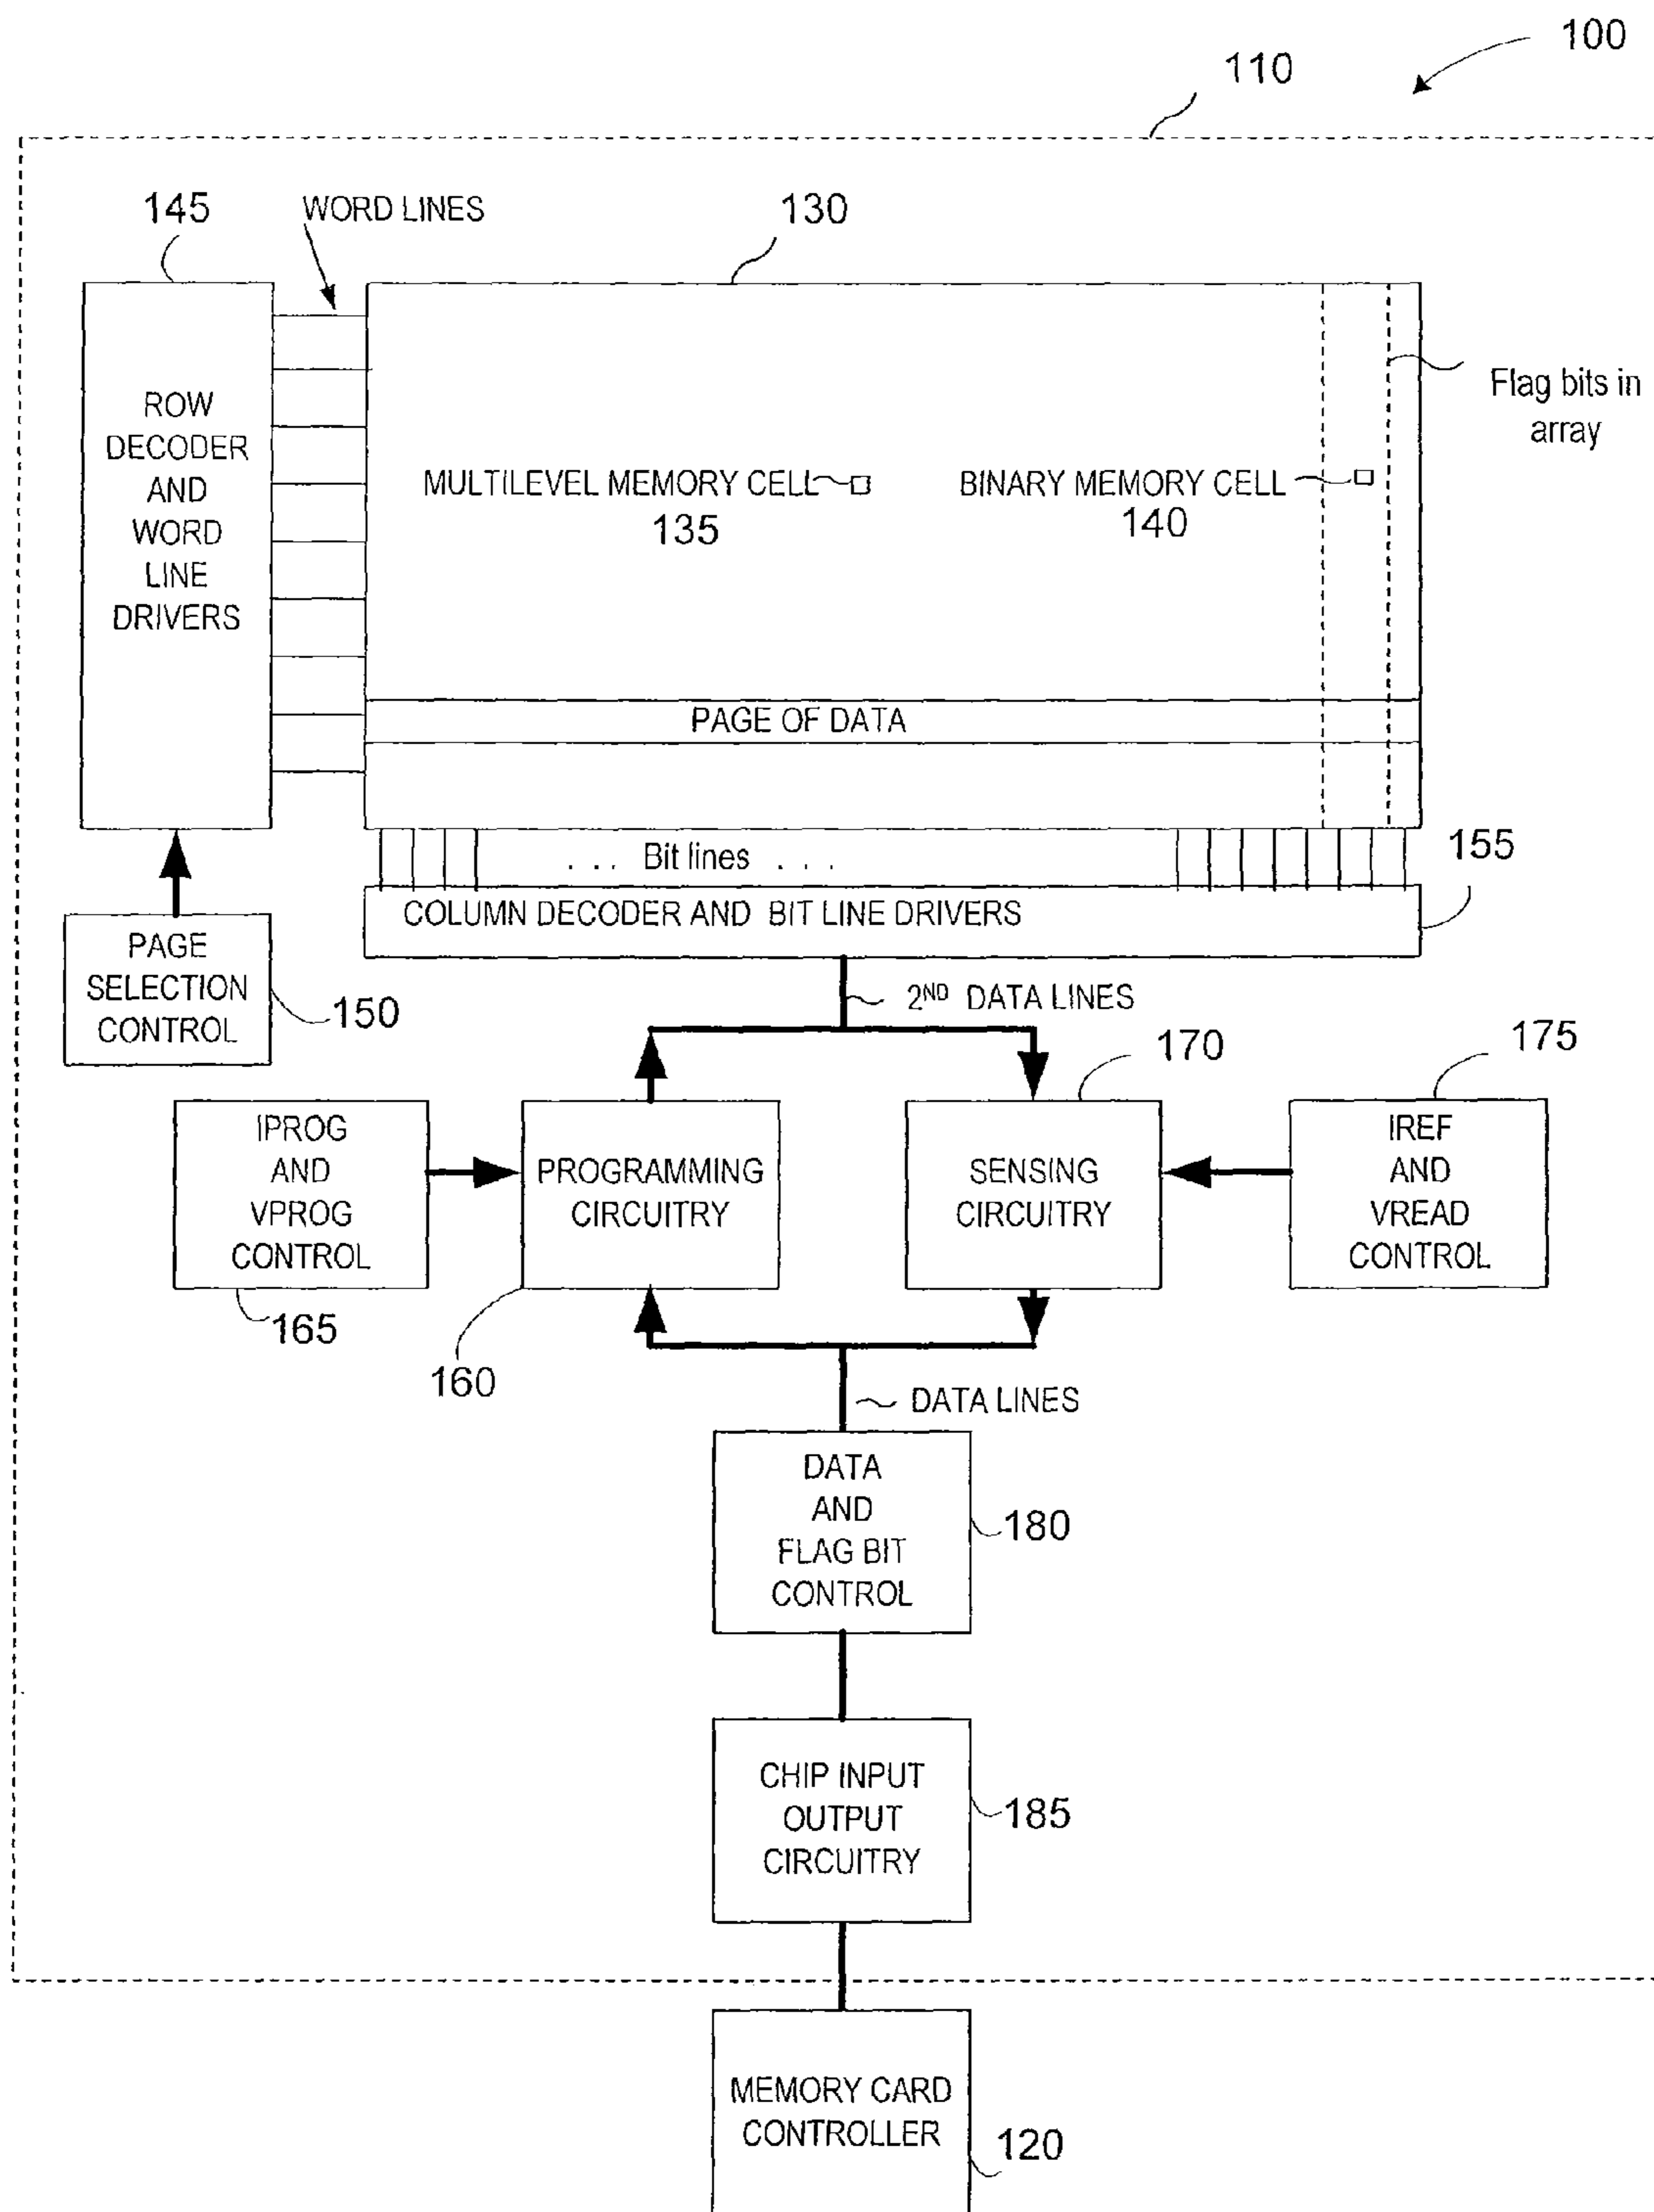 100
110
145
WORD LINES
130
ROW
DECODER
AND
WORD
LINE
DRIVERS
Flag bits in
array
MULTILEVEL MEMORY CELL
135
BINARY MEMORY CELL
140
PAGE OF DATA
. . . Bit lines . . .
155
COLUMN DECODER AND BIT LINE DRIVERS
PAGE
SELECTION
CONTROL
150
2ND DATA LINES
170
175
IPROG
AND
VPROG
CONTROL
165
PROGRAMMING
CIRCUITRY
160
SENSING
CIRCUITRY
IREF
AND
VREAD
CONTROL
DATA LINES
DATA
AND
FLAG BIT
CONTROL
180
CHIP INPUT
OUTPUT
CIRCUITRY
185
MEMORY CARD
CONTROLLER
120